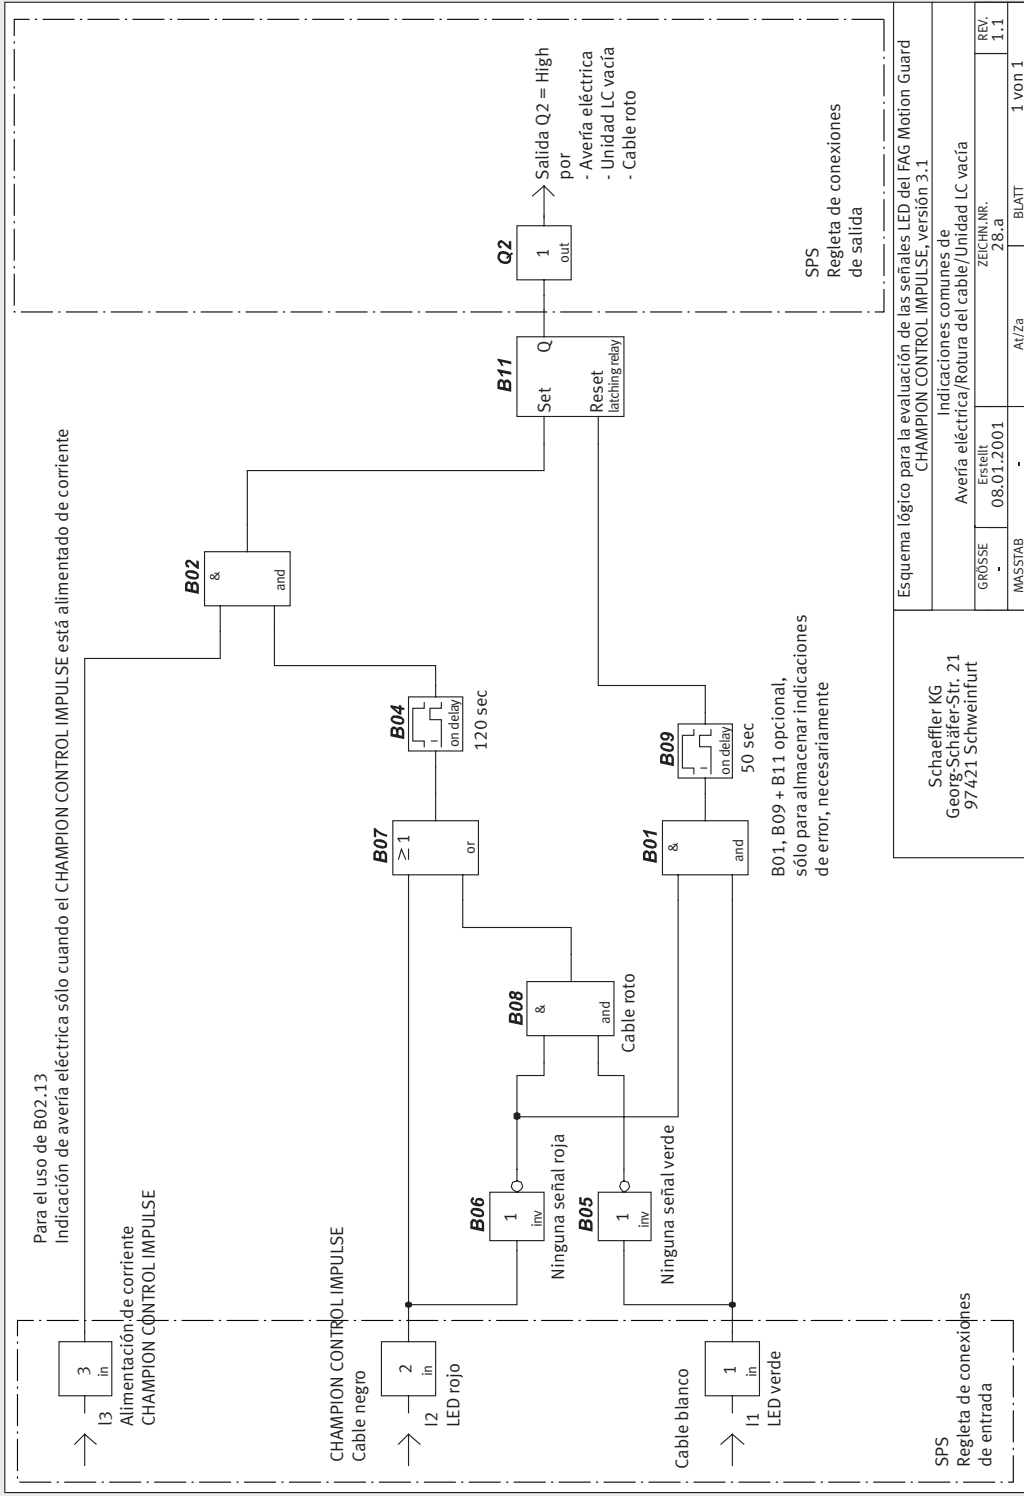 Para el uso de B02.13
Indicación de avería eléctrica sólo cuando el CHAMPION CONTROL IMPULSE está alimentado de corriente
3
in
I3
Alimentación de corriente
CHAMPION CONTROL IMPULSE
B02
&
and
CHAMPION CONTROL IMPULSE
Cable negro
2
in
I2
LED rojo
B07
≥ 1
or
B04
on delay
120 sec
B06
1
inv
Ninguna señal roja
B05
1
inv
Ninguna señal verde
B08
&
and
Cable roto
B11
Set
Q
Reset
latching relay
Q2
1
out
Salida Q2 = High
por
- Avería eléctrica
- Unidad LC vacía
- Cable roto
Cable blanco
1
in
I1
LED verde
B01
&
and
B09
on delay
50 sec
B01, B09 + B11 opcional,
sólo para almacenar indicaciones
de error, necesariamente
SPS
Regleta de conexiones
de entrada
SPS
Regleta de conexiones
de salida
Schaeffler KG
Georg-Schäfer-Str. 21
97421 Schweinfurt
Esquema lógico para la evaluación de las señales LED del FAG Motion Guard
CHAMPION CONTROL IMPULSE, versión 3.1
Indicaciones comunes de
Avería eléctrica/Rotura del cable/Unidad LC vacía
GRÖSSE
-
Erstellt
08.01.2001
ZEICHN.NR.
28.a
REV.
1.1
MASSTAB
-
At/Za
BLATT
1 von 1